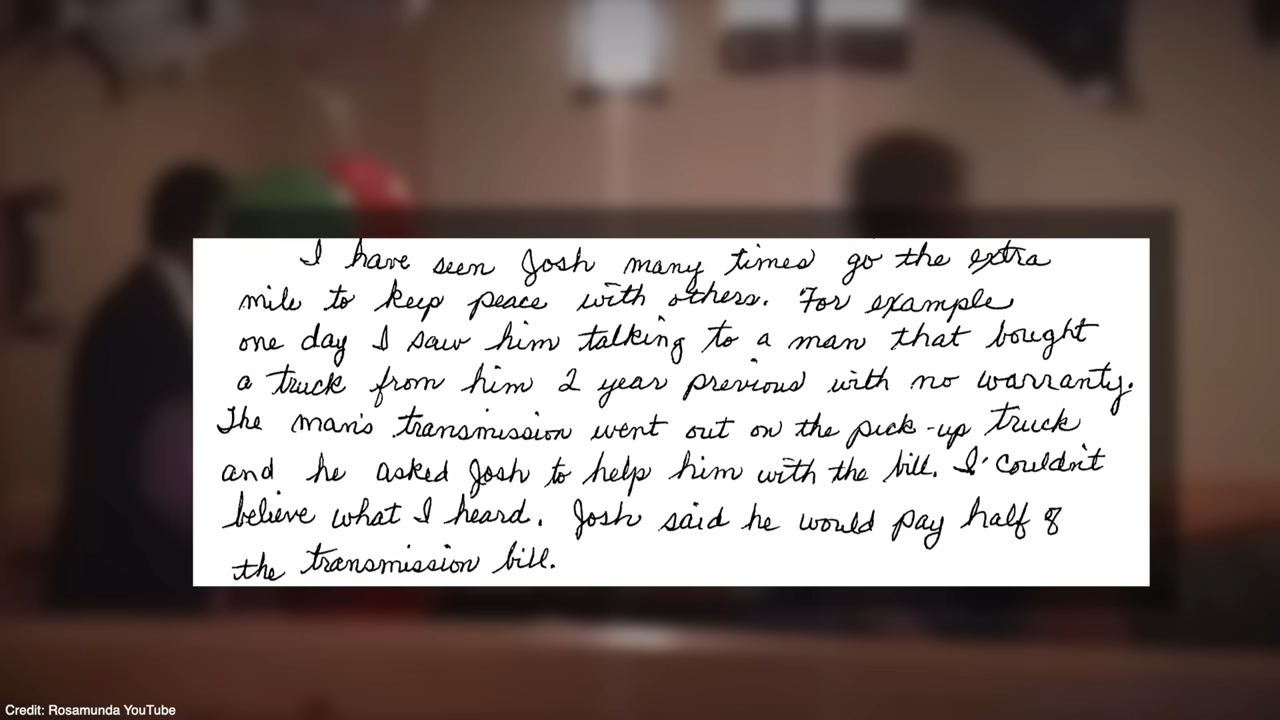 I have seen Josh many times go the extra
mile to keep peace with others. For example
one day I saw him talking to a man that bought
a truck from him 2 year previous with no warranty.
The man's transmission went out on the pick-up truck
and he asked Josh to help him with the bill. I couldn't
believe what I heard. Josh said he would pay half of
the transmission bill.
Credit: Rosamunda YouTube